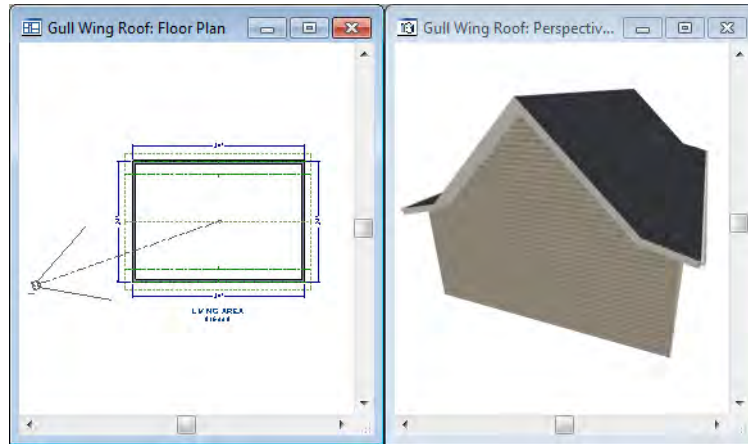 Gull Wing Roof: Floor Plan
Gull Wing Roof: Perspectiv...
LIVING AREA